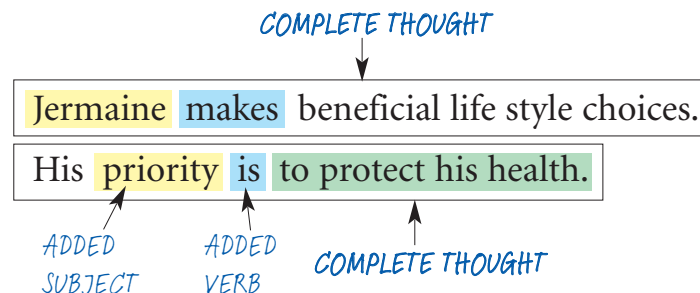 COMPLETE THOUGHT
Jermaine makes beneficial life style choices.
His priority is to protect his health.
ADDED SUBJECT
ADDED VERB
COMPLETE THOUGHT